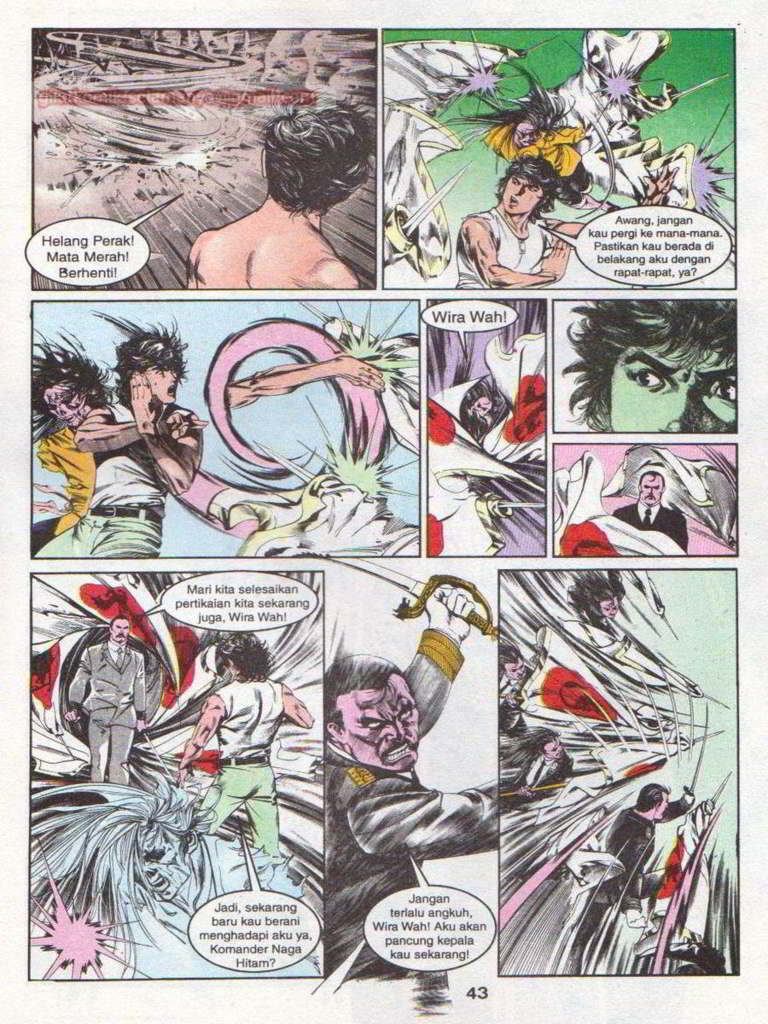 Helang Perak!
Mata Merah!
Berhenti!
Awang, jangan
kau pergi ke mana-mana.
Pastikan kau berada di
belakang aku dengan
rapat-rapat, ya?
Wira Wah!
Mari kita selesaikan
pertikaian kita sekarang
juga, Wira Wah!
Jadi, sekarang
baru kau berani
menghadapi aku ya,
Komander Naga
Hitam?
Jangan
terlalu angkuh,
Wira Wah! Aku akan
pancung kepala
kau sekarang!
43